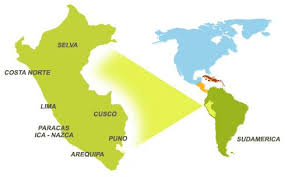 SELVA
COSTA NORTE
LIMA
CUSCO
PARACAS
ICA - NAZCA
PUNO
AREQUIPA
SUDAMERICA